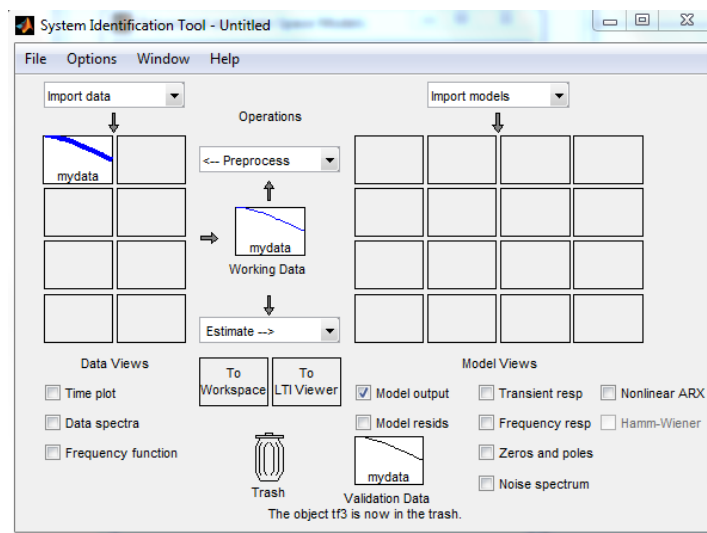 System Identification Tool - Untitled
File Options Window Help
Import data
Import models
Operations
mydata
<-- Preprocess
mydata
Working Data
Estimate -->
Data Views
Model Views
To Workspace
To LTI Viewer
Time plot
Data spectra
Frequency function
Model output
Transient resp
Nonlinear ARX
Model resids
Frequency resp
Hamm-Wiener
Zeros and poles
Noise spectrum
Trash
mydata
Validation Data
The object tf3 is now in the trash.